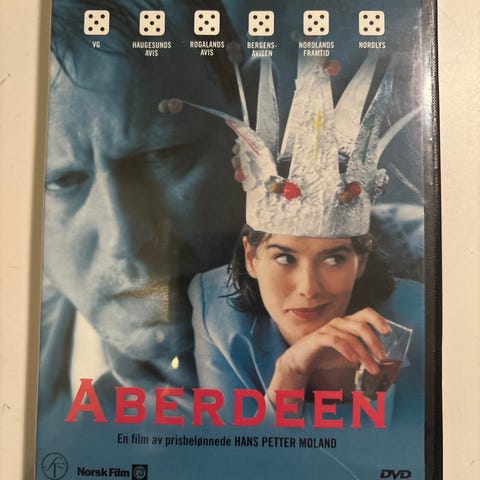 VG
HAUGESUNDS AVIS
ROGALANDS AVIS
BERGENS-AVISEN
NORDLANDS FRAMTID
NORDLYS
ABERDEEN
En film av prisbelønnede HANS PETTER MOLAND
SF
Norsk Film
DVD